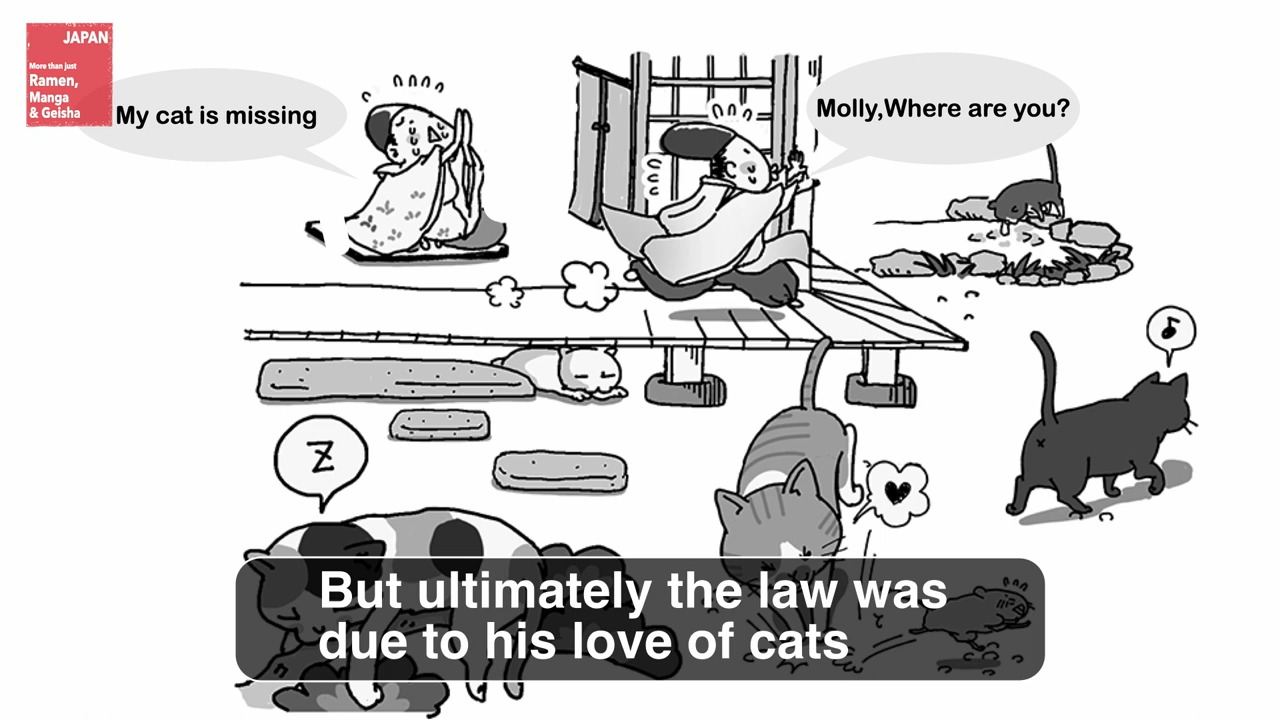 JAPAN
More than just
Ramen,
Manga
& Geisha
My cat is missing
Molly,Where are you?
Z
But ultimately the law was
due to his love of cats